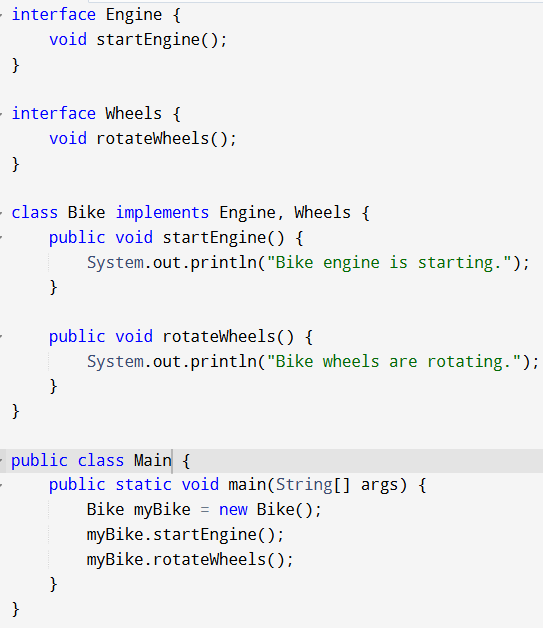 interface Engine {
    void startEngine();
}

interface Wheels {
    void rotateWheels();
}

class Bike implements Engine, Wheels {
    public void startEngine() {
        System.out.println("Bike engine is starting.");
    }

    public void rotateWheels() {
        System.out.println("Bike wheels are rotating.");
    }
}

public class Main {
    public static void main(String[] args) {
        Bike myBike = new Bike();
        myBike.startEngine();
        myBike.rotateWheels();
    }
}